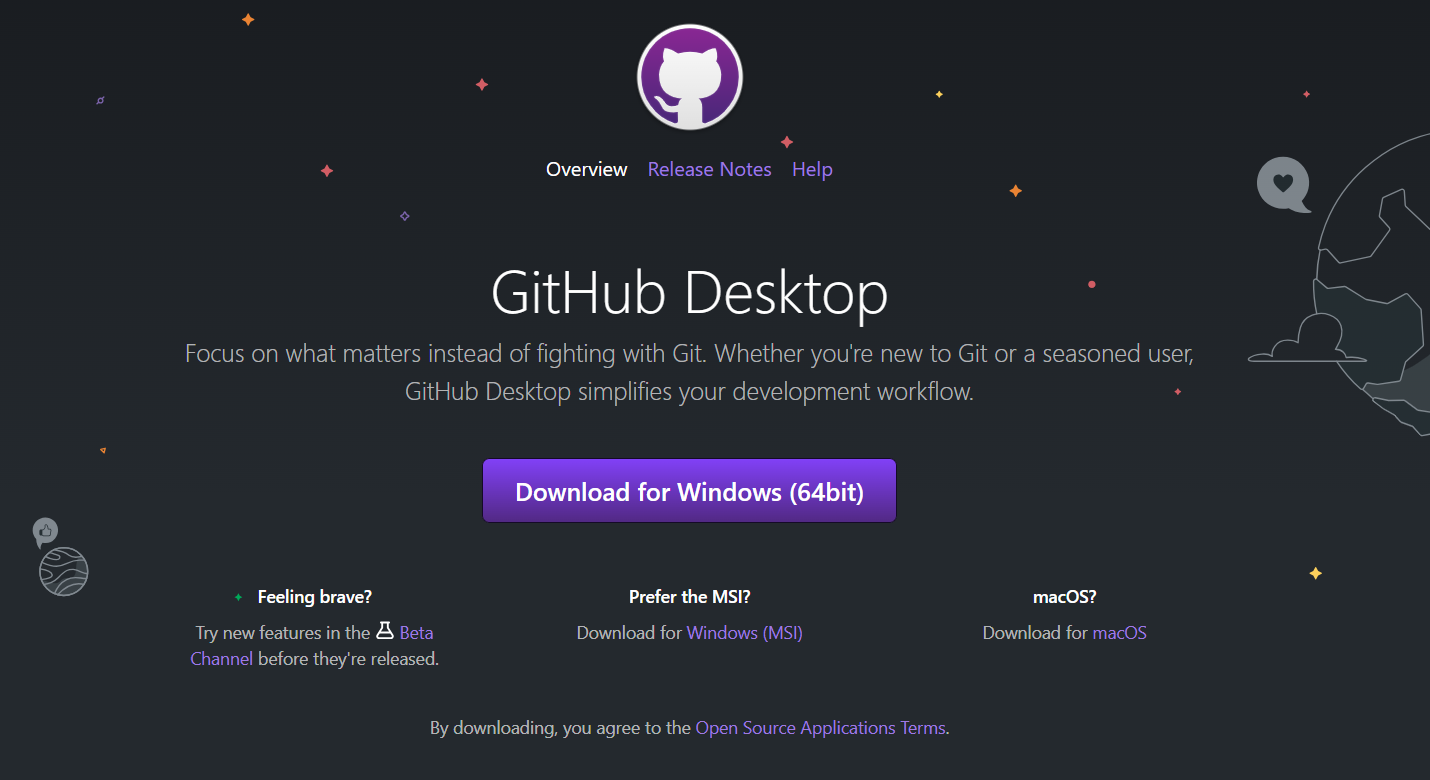 Overview Release Notes Help
GitHub Desktop
Focus on what matters instead of fighting with Git. Whether you're new to Git or a seasoned user,
GitHub Desktop simplifies your development workflow.
Download for Windows (64bit)
Feeling brave?
Try new features in the Beta
Channel before they're released.
Prefer the MSI?
Download for Windows (MSI)
macOS?
Download for macOS
By downloading, you agree to the Open Source Applications Terms.